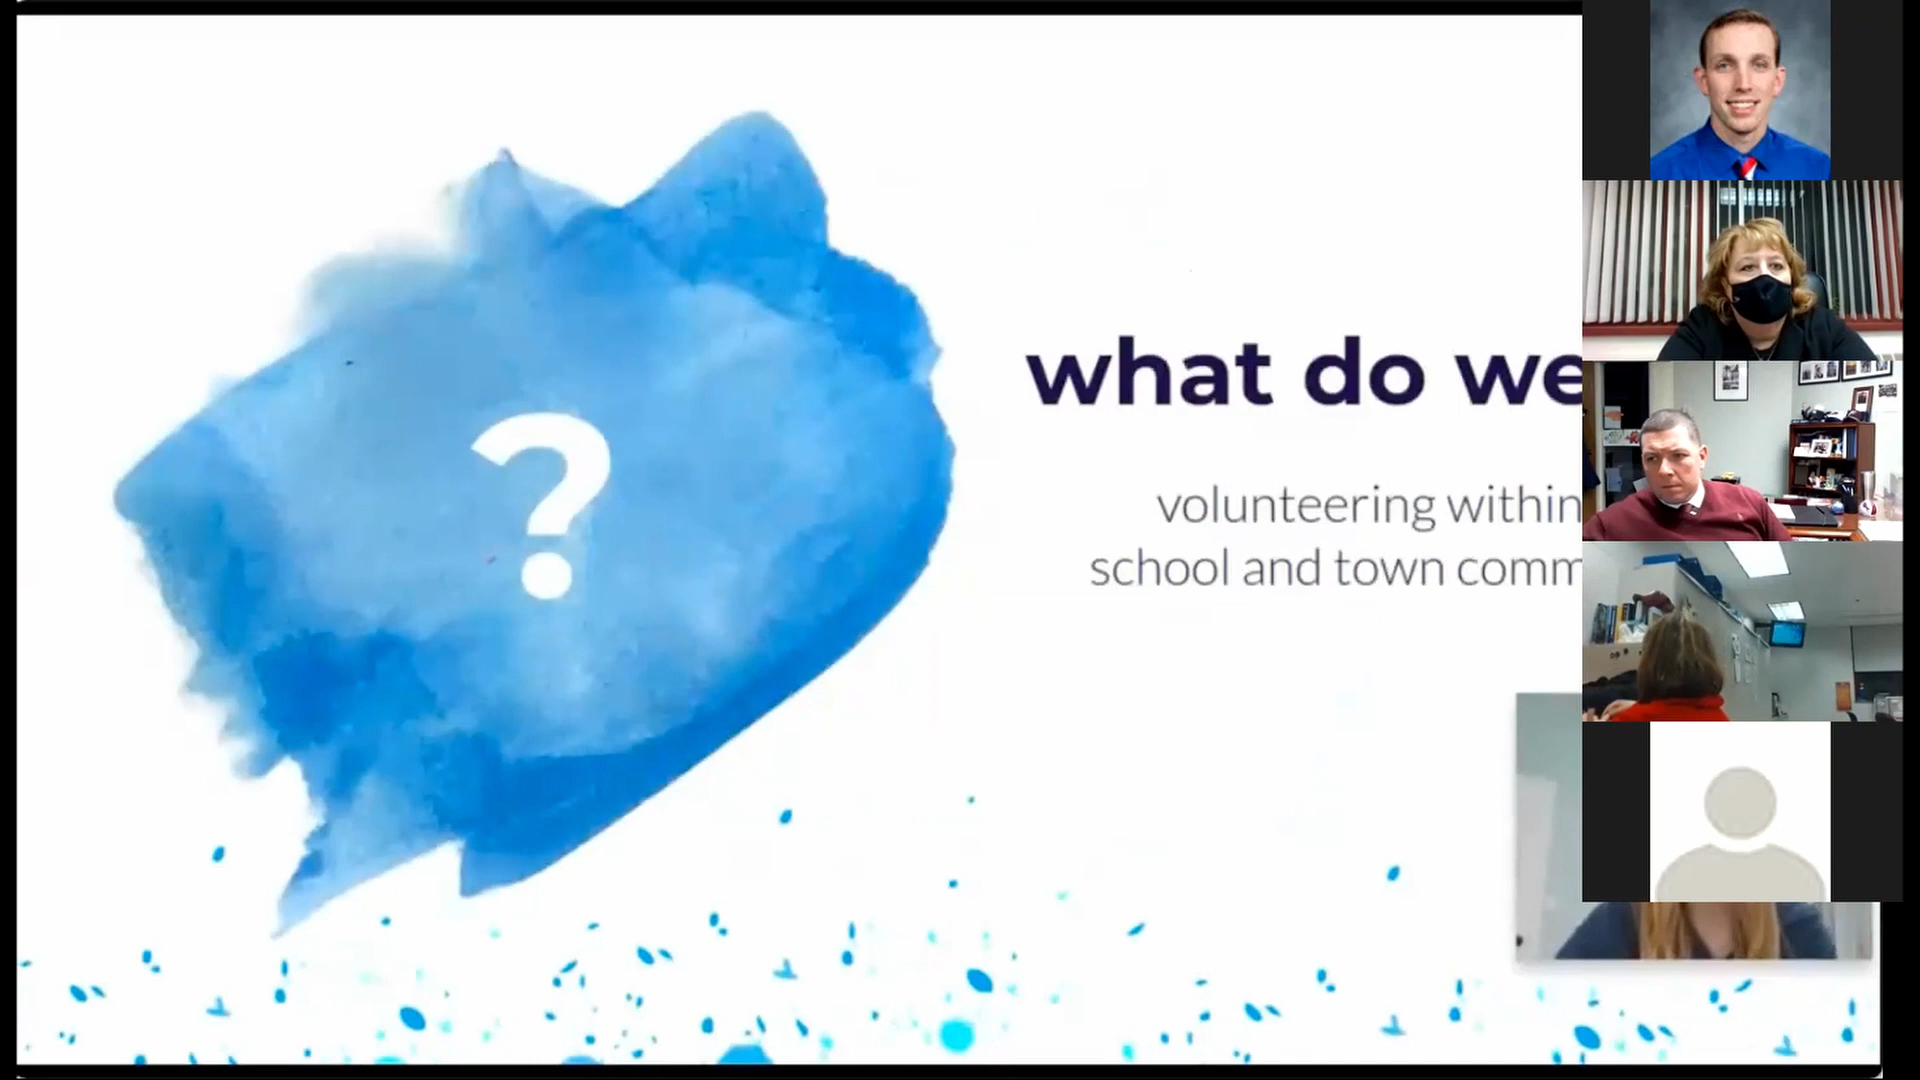 ?
what do we
volunteering within
school and town comm